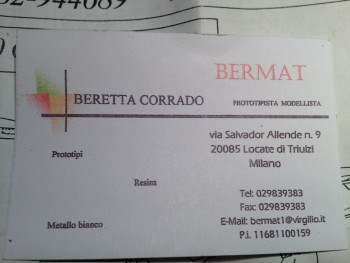 BERMAT
BERETTA CORRADO PROTOTIPISTA MODELLISTA
via Salvador Allende n. 9
20085 Locate di Triulzi
Milano
Prototipi
Resina
Metallo bianco
Tel: 029839383
Fax: 029839383
E-Mail: bermat1@virgilio.it
P.i. 11681100159